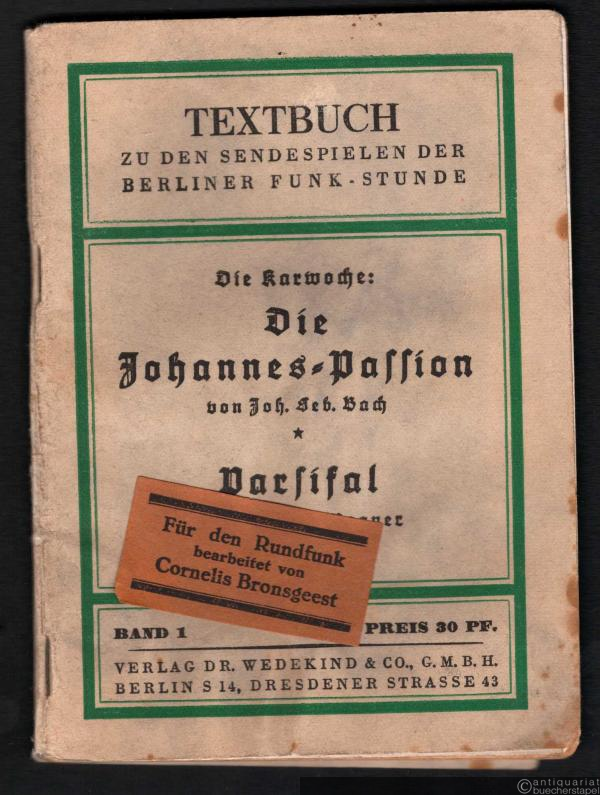 TEXTBUCH
ZU DEN SENDESPIELEN DER
BERLINER FUNK-STUNDE
Die Karwoche:
Die
Johannes-Passion
von Joh. Seb. Bach
Parsifal
Für den Rundfunk
bearbeitet von
Cornelis Bronsgeest
BAND 1
PREIS 30 PF.
VERLAG DR. WEDEKIND & CO., G. M. B. H.
BERLIN S 14, DRESDENER STRASSE 43
antiquariat
buecherstapel